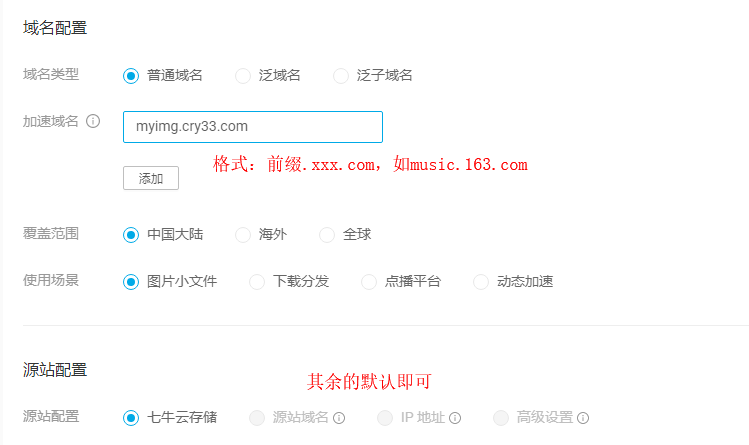 域名配置
域名类型 普通域名 泛域名 泛子域名
加速域名 myimg.cry33.com
格式：前缀.xxx.com，如music.163.com
添加
覆盖范围 中国大陆 海外 全球
使用场景 图片小文件 下载分发 点播平台 动态加速
源站配置
其余的默认即可
源站配置 七牛云存储 源站域名 IP 地址 高级设置